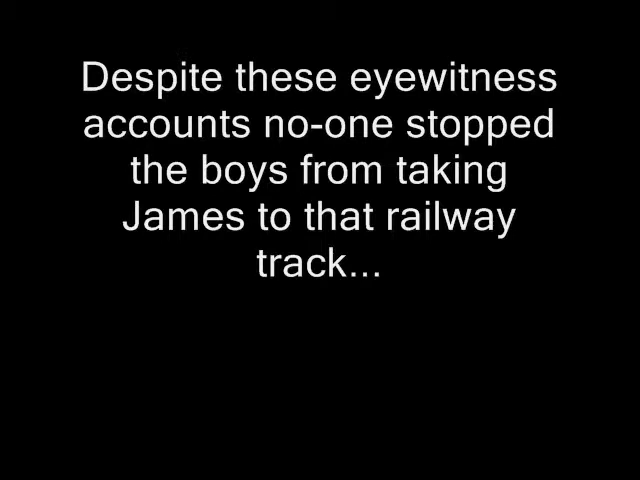 Despite these eyewitness
accounts no-one stopped
the boys from taking
James to that railway
track...